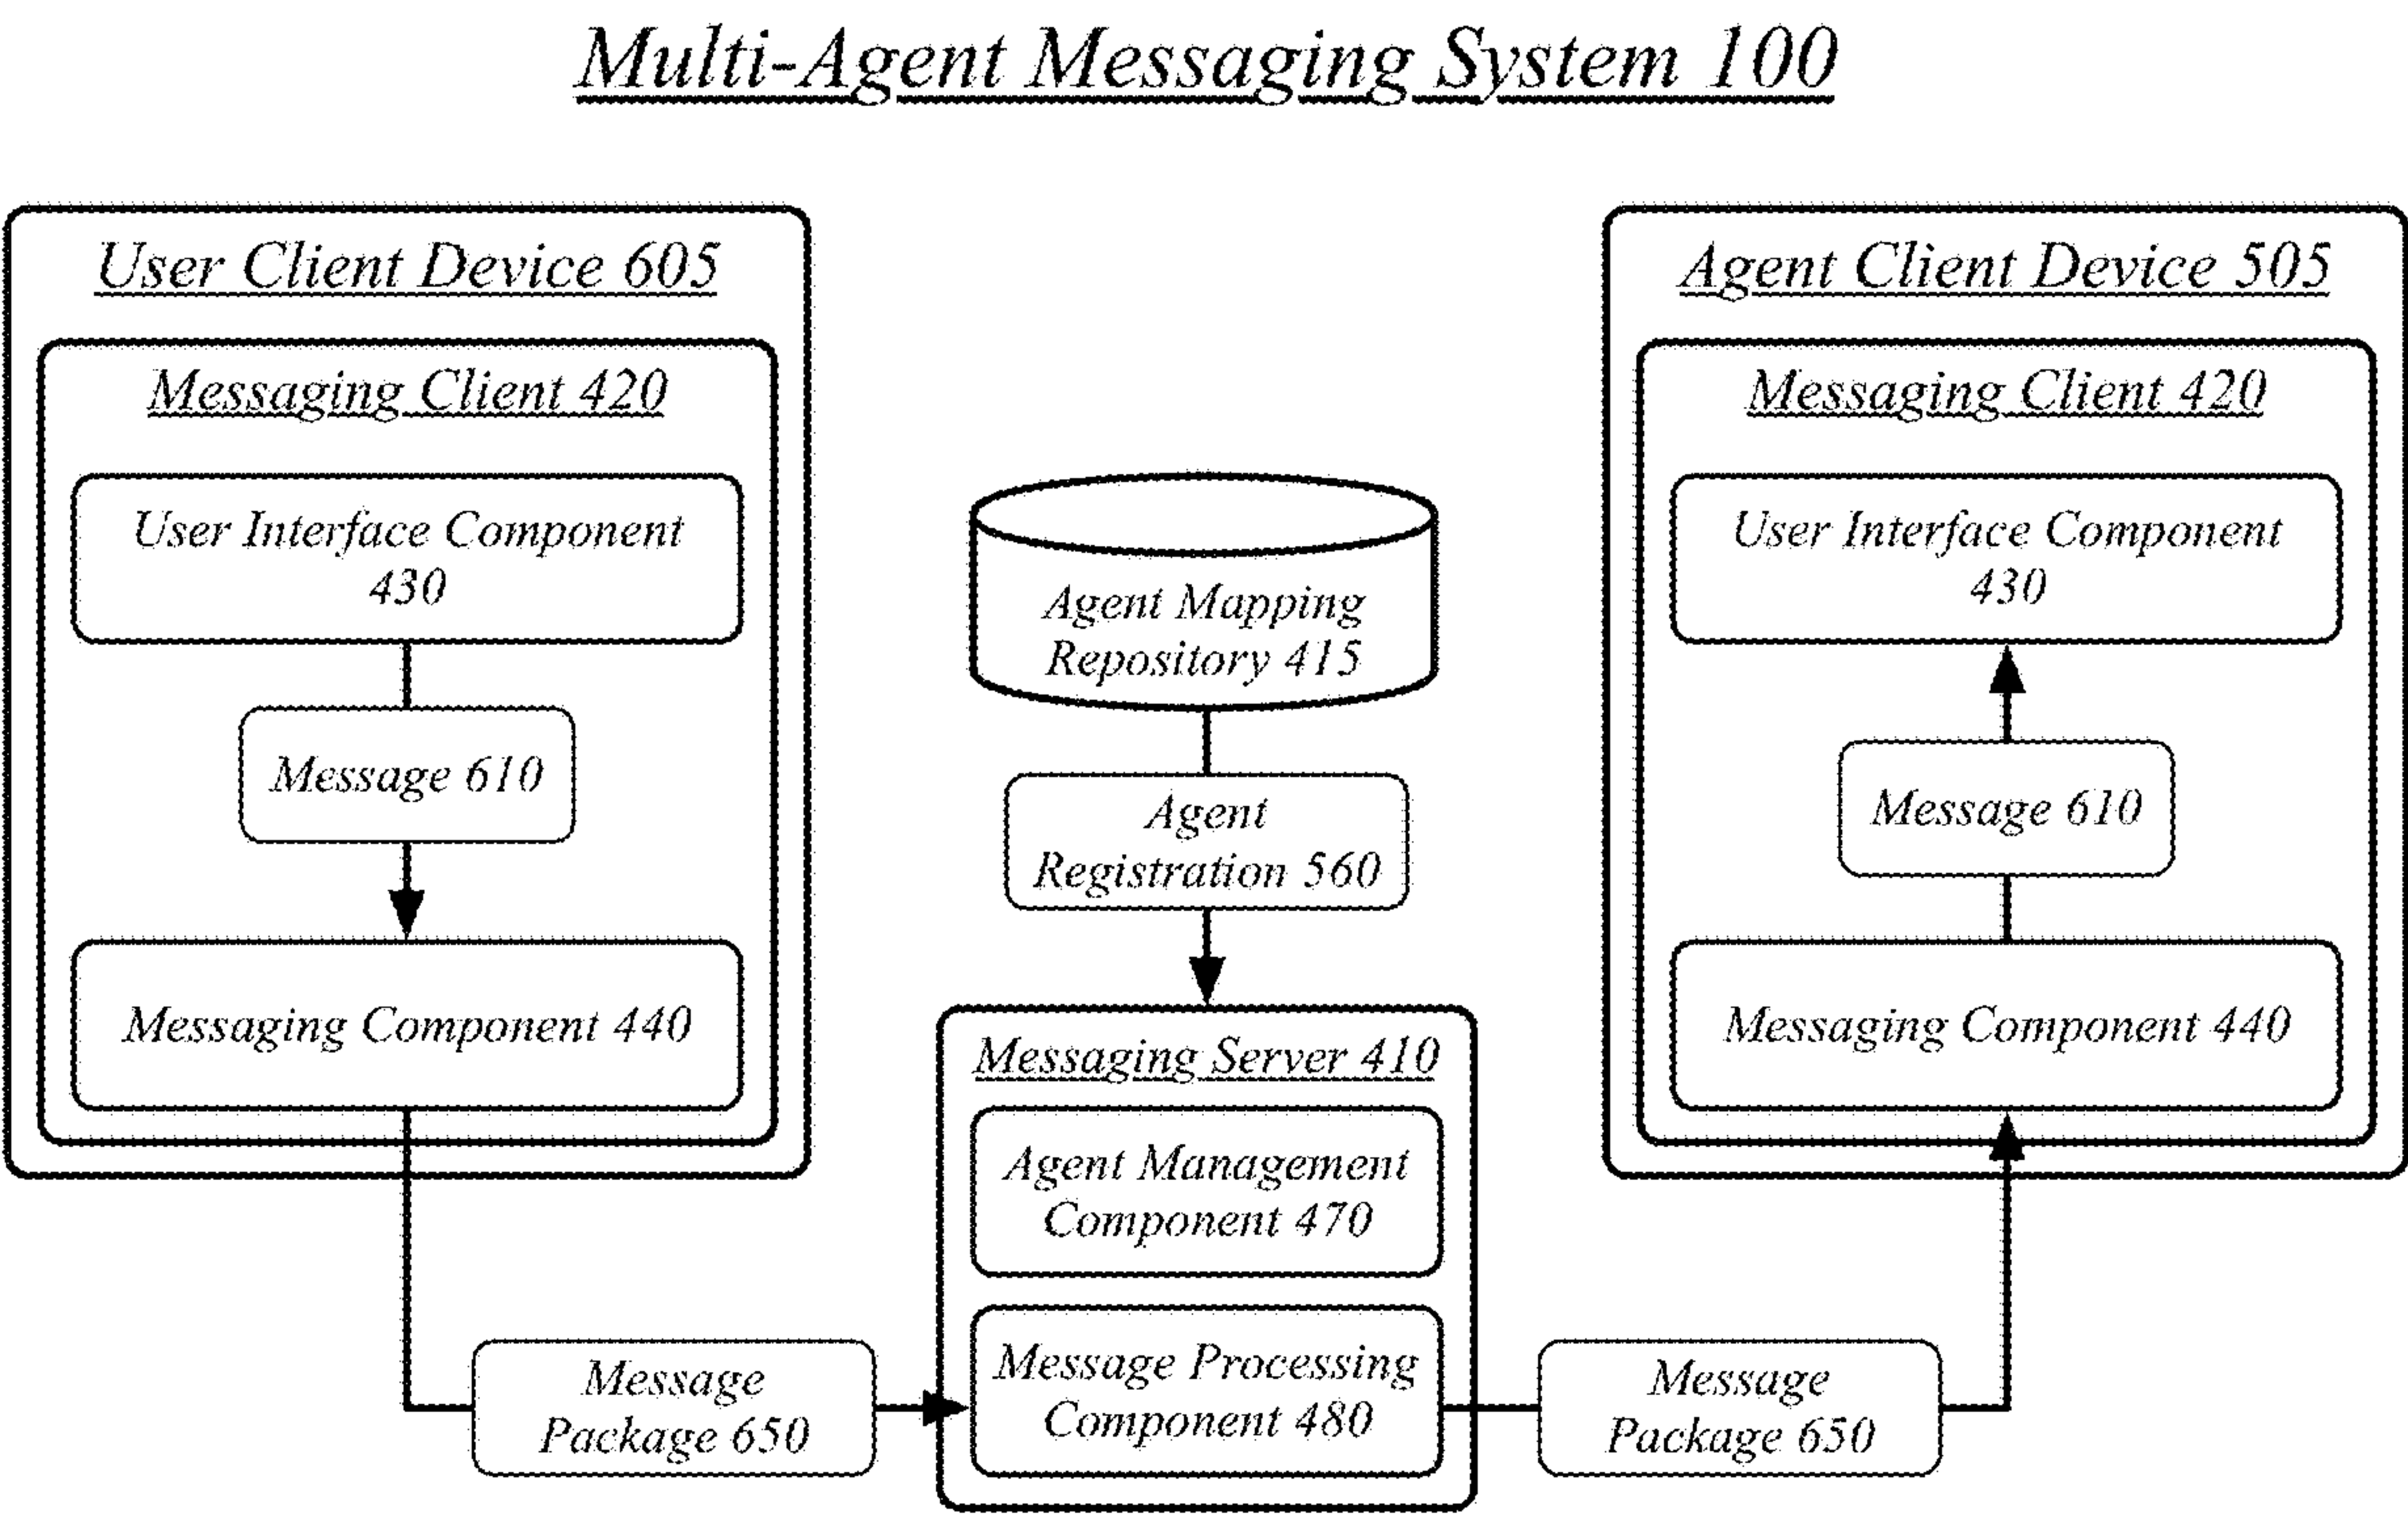 Multi-Agent Messaging System 100
User Client Device 605
Messaging Client 420
User Interface Component
430
Message 610
Messaging Component 440
Agent Mapping
Repository 415
Agent
Registration 560
Messaging Server 410
Agent Management
Component 470
Message Processing
Component 480
Message
Package 650
Message
Package 650
Agent Client Device 505
Messaging Client 420
User Interface Component
430
Message 610
Messaging Component 440